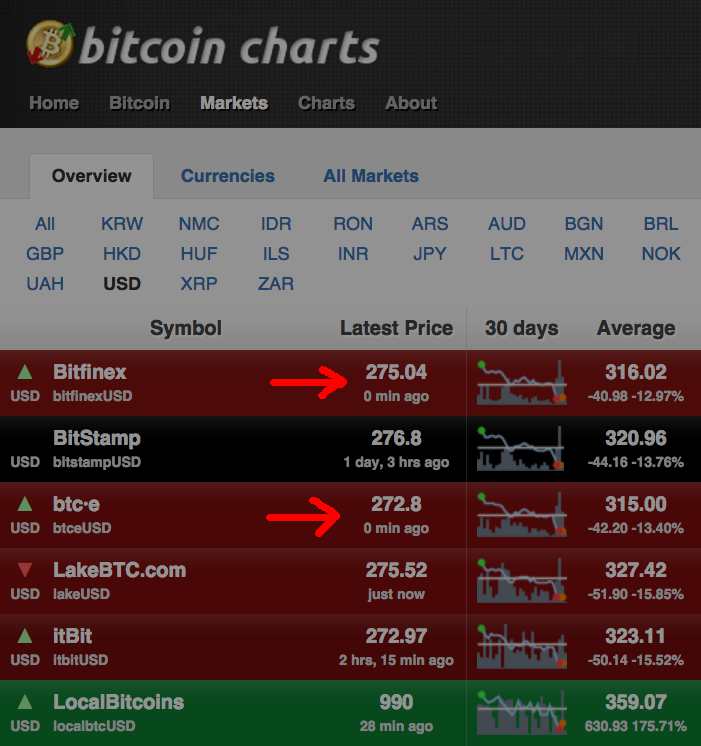 bitcoin charts
Home Bitcoin Markets Charts About
Overview Currencies All Markets
All KRW NMC IDR RON ARS AUD BGN BRL
GBP HKD HUF ILS INR JPY LTC MXN NOK
UAH USD XRP ZAR
Symbol Latest Price 30 days Average
Bitfinex 275.04 316.02
USD bitfinexUSD 0 min ago -40.98 -12.97%
BitStamp 276.8 320.96
USD bitstampUSD 1 day, 3 hrs ago -44.16 -13.76%
btc·e 272.8 315.00
USD btceUSD 0 min ago -42.20 -13.40%
LakeBTC.com 275.52 327.42
USD lakeUSD just now -51.90 -15.85%
itBit 272.97 323.11
USD itbitUSD 2 hrs, 15 min ago -50.14 -15.52%
LocalBitcoins 990 359.07
USD localbtcUSD 28 min ago 630.93 175.71%